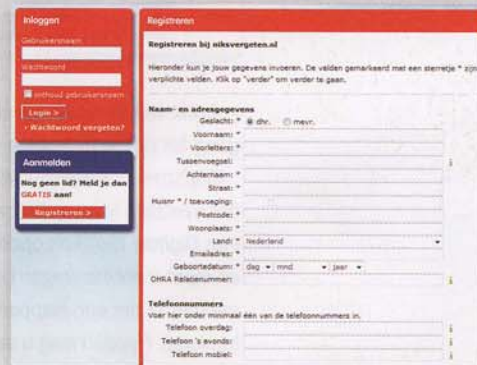 Inloggen
Gebruikersnaam
Wachtwoord
onthoud gebruikersnaam
Login >
› Wachtwoord vergeten?
Aanmelden
Nog geen lid? Meld je dan
GRATIS aan!
Registreren >
Registreren
Registreren bij niksvergeten.nl
Hieronder kun je jouw gegevens invoeren. De velden gemarkeerd met een sterretje * zijn
verplichte velden. Klik op "verder" om verder te gaan.
Naam- en adresgegevens
Geslacht: * dhr. mevr.
Voornaam: *
Voorletters: *
Tussenvoegsel: i
Achternaam: *
Straat: *
Huisnr * / toevoeging:
Postcode: *
Woonplaats: *
Land: * Nederland
Emailadres: *
Geboortedatum: * dag mnd jaar
OHRA Relatienummer: i
Telefoonnummers
Voer hier onder minimaal één van de telefoonnummers in.
Telefoon overdag: i
Telefoon 's avonds: i
Telefoon mobiel: i